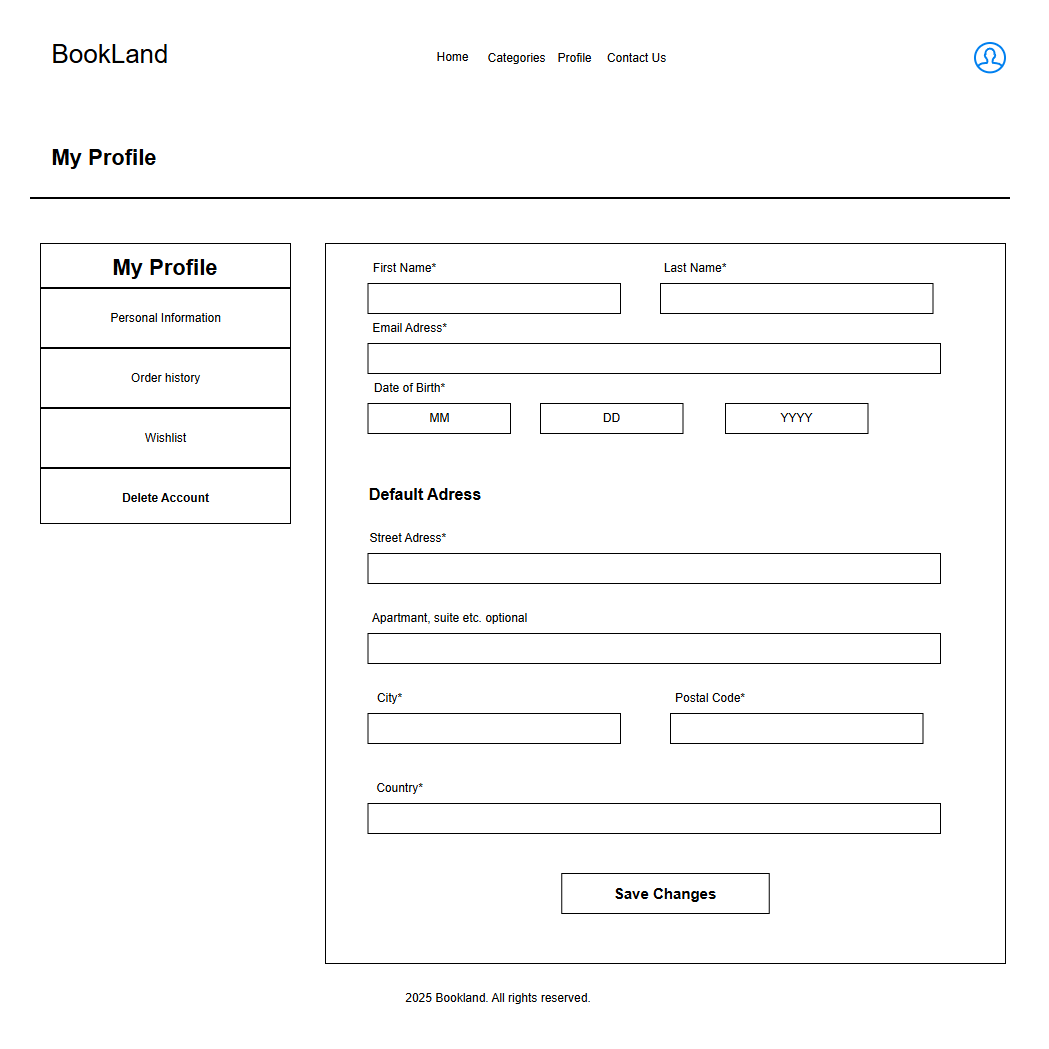 BookLand
Home Categories Profile Contact Us
My Profile
My Profile
Personal Information
Order history
Wishlist
Delete Account
First Name* Last Name*
Email Adress*
Date of Birth*
MM DD YYYY
Default Adress
Street Adress*
Apartmant, suite etc. optional
City* Postal Code*
Country*
Save Changes
2025 Bookland. All rights reserved.